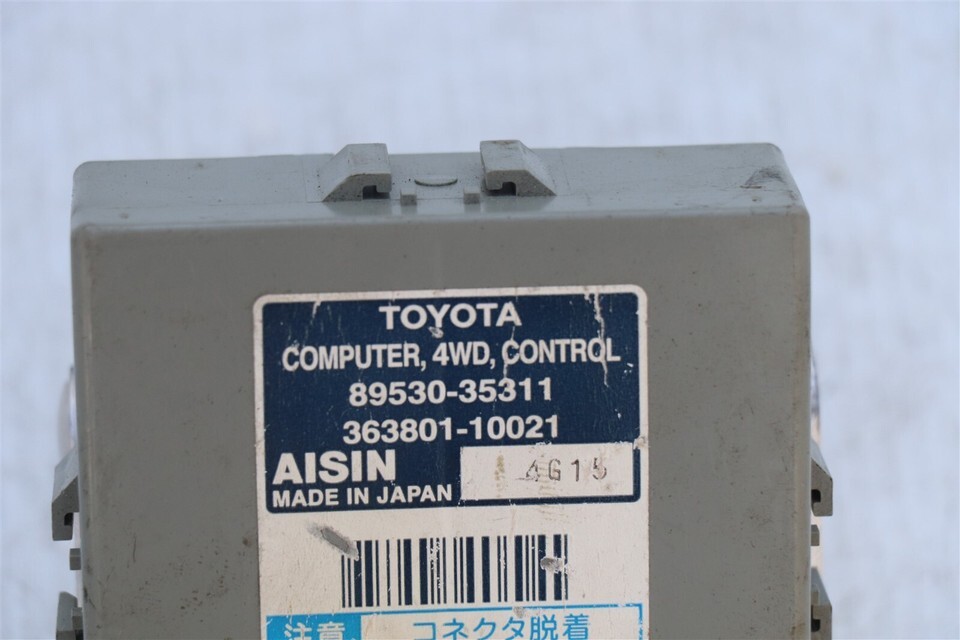 TOYOTA
COMPUTER, 4WD, CONTROL
89530-35311
363801-10021
AISIN 4G15
MADE IN JAPAN
注意 コネクタ脱着